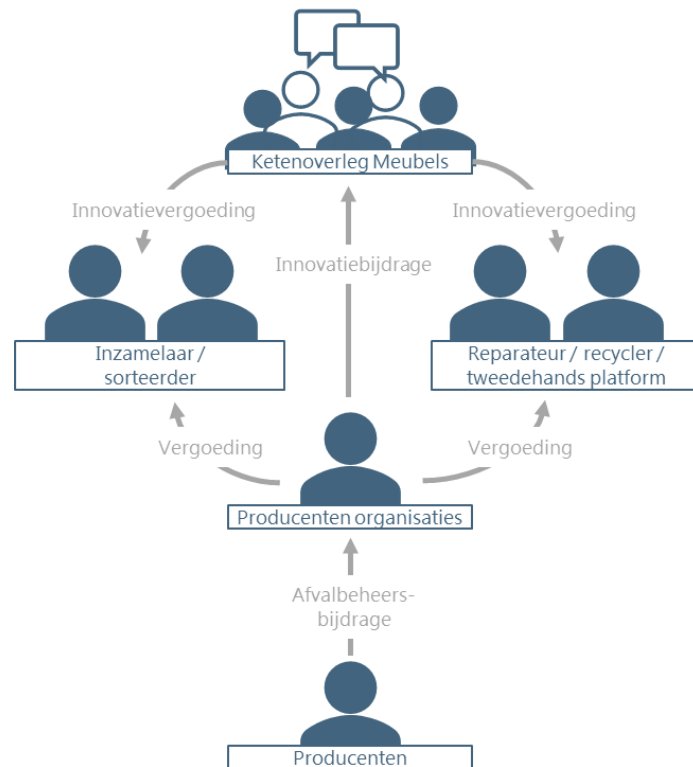 Ketenoverleg Meubels
Innovatievergoeding
Innovatievergoeding
Innovatiebijdrage
Inzamelaar /
sorteerder
Reparateur / recycler /
tweedehands platform
Vergoeding
Vergoeding
Producenten organisaties
Afvalbeheers-
bijdrage
Producenten